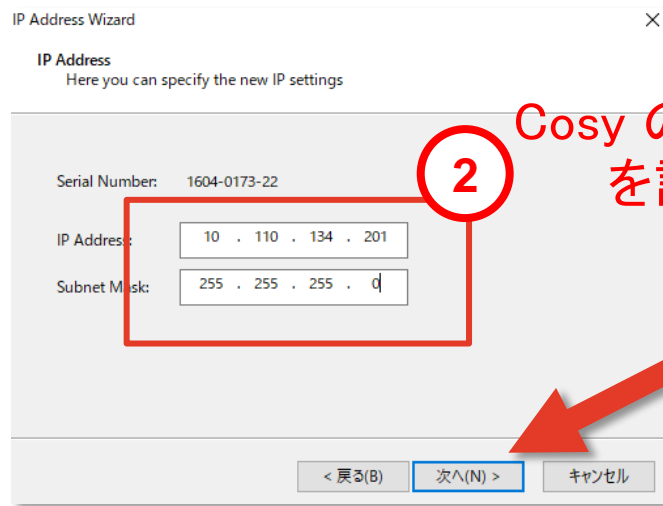 IP Address Wizard
IP Address
Here you can specify the new IP settings
Cosy の
を
2
Serial Number: 1604-0173-22
IP Address: 10 . 110 . 134 . 201
Subnet Mask: 255 . 255 . 255 . 0
< 戻る(B) 次へ(N) > キャンセル